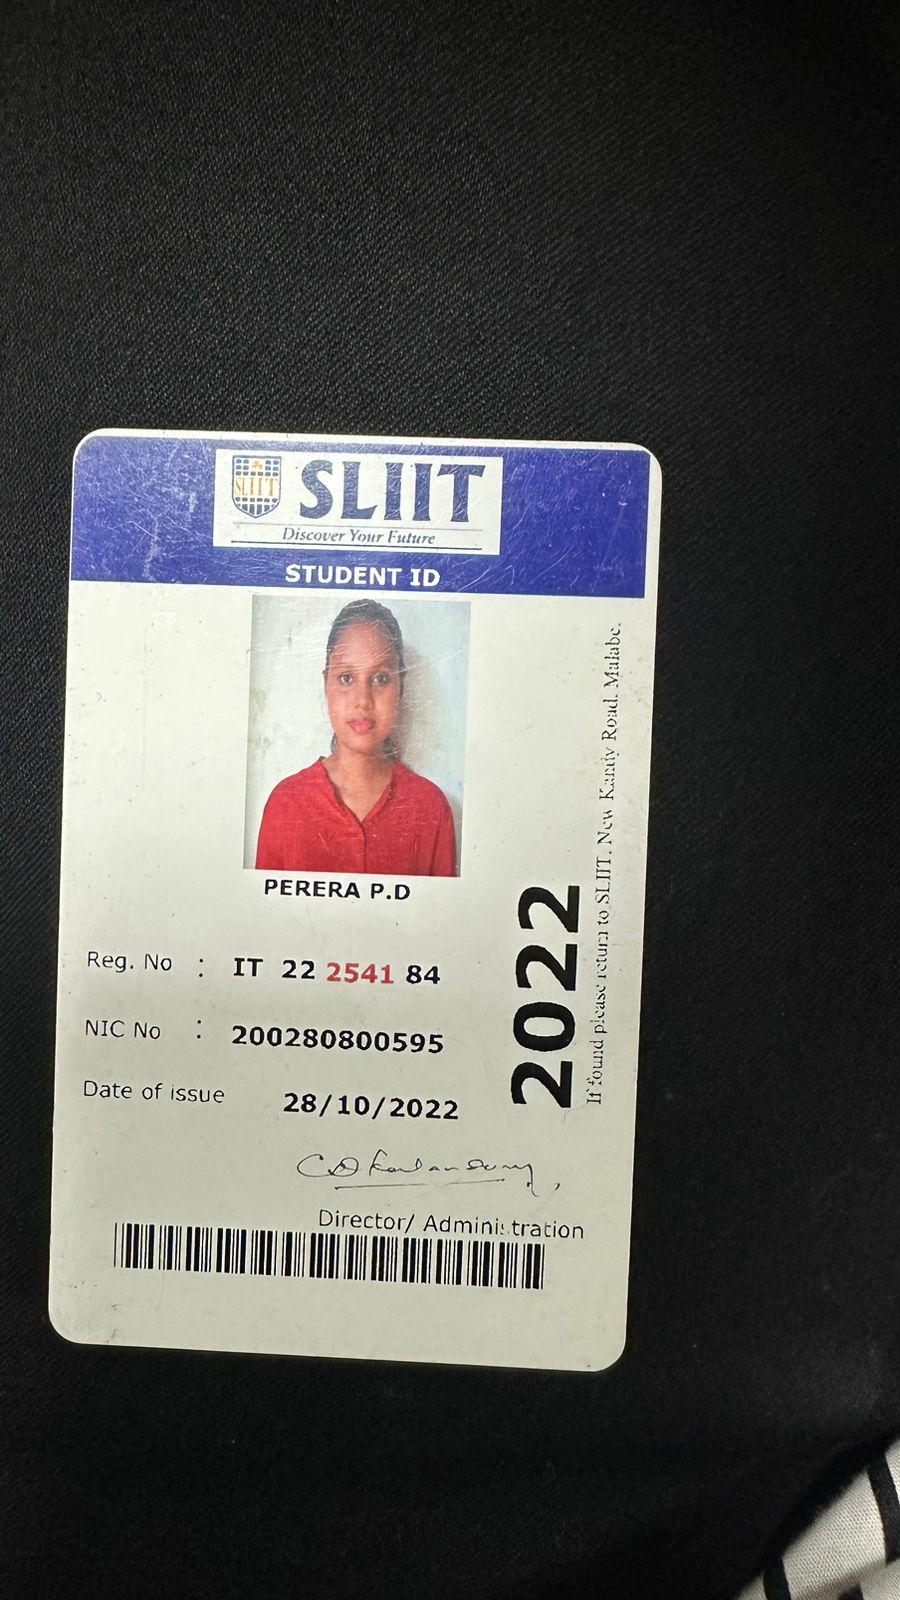 SLIIT
SLIIT
Discover Your Future
STUDENT ID
PERERA P.D
Reg. No : IT 22 2541 84
NIC No : 200280800595
Date of issue 28/10/2022
Director/ Administration
2022
If found please return to SLIIT, New Kandy Road, Malabe.